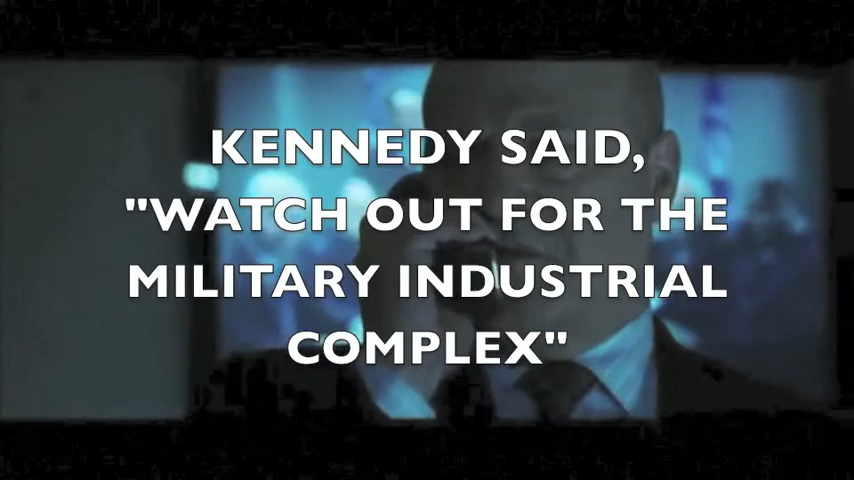 KENNEDY SAID,
"WATCH OUT FOR THE
MILITARY INDUSTRIAL
COMPLEX"